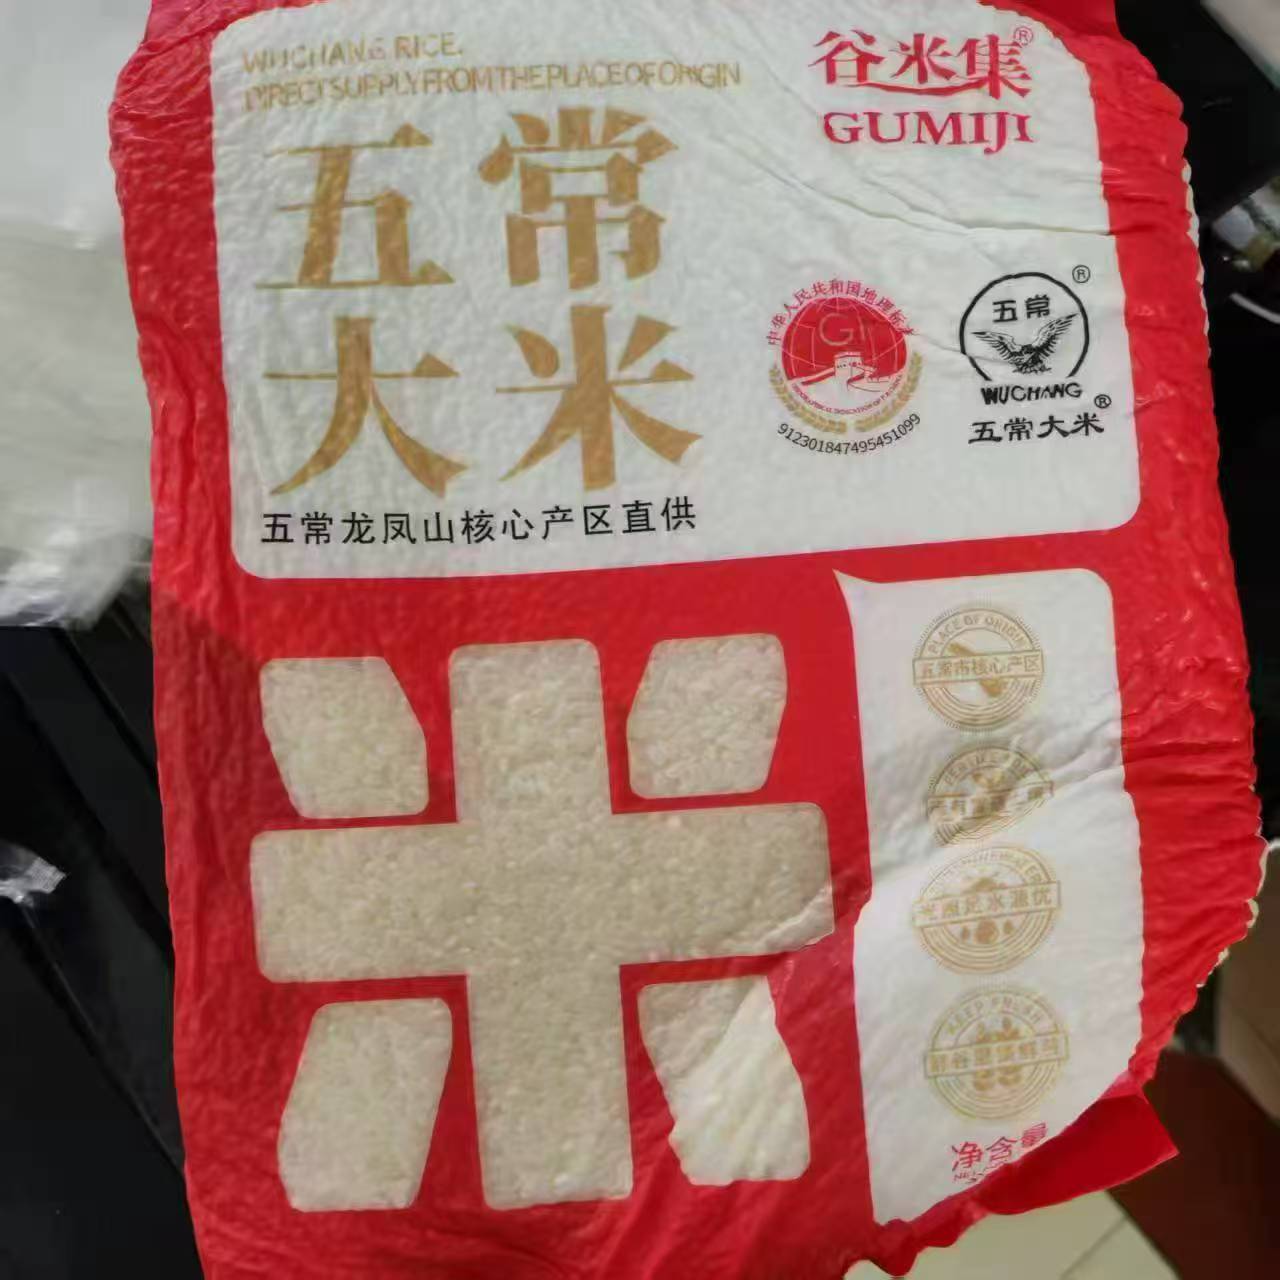 WUCHANG RICE.
DIRECT SUPPLY FROM THE PLACE OF ORIGIN
谷米集®
GUMIJI
五常
大米
五常龙凤山核心产区直供
中华人民共和国地理标志
GI
912301847495451099
®
五常
WUCHANG
五常大米®
米
PLACE OF ORIGIN
五常市核心产区
KEEP FRESH
净含量